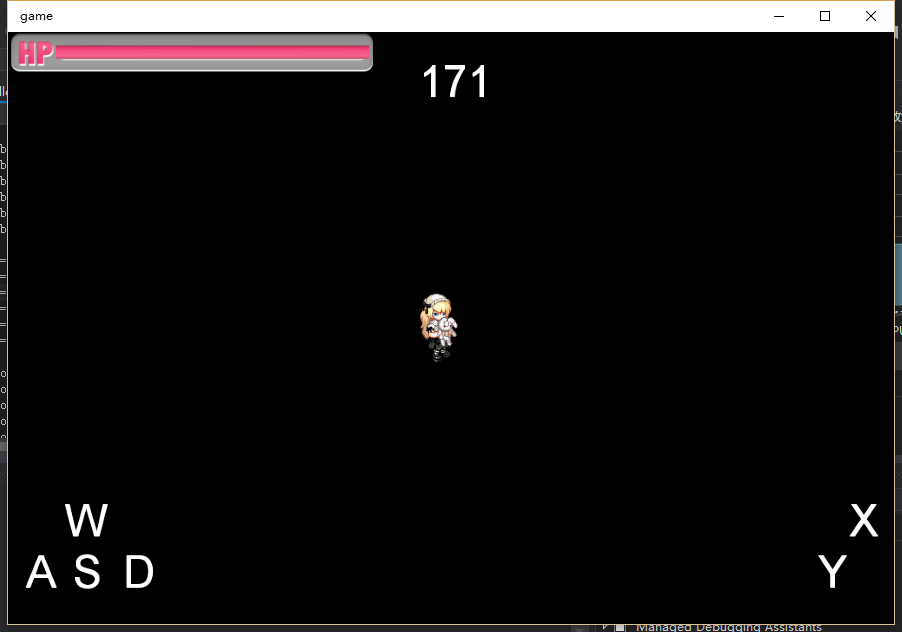 game
HP
171
W
A S D
X
Y
Managed Debugging Assistants